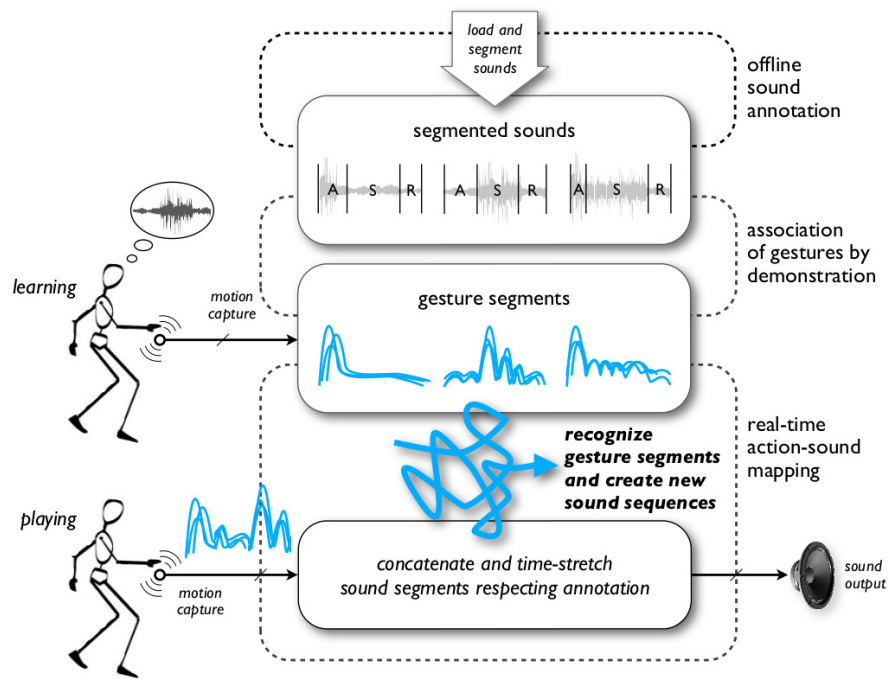 load and
segment
sounds
offline
sound
annotation
segmented sounds
A S R A S R A S R
association
of gestures by
demonstration
learning
motion
capture
gesture segments
recognize
gesture segments
and create new
sound sequences
real-time
action-sound
mapping
playing
motion
capture
concatenate and time-stretch
sound segments respecting annotation
sound
output